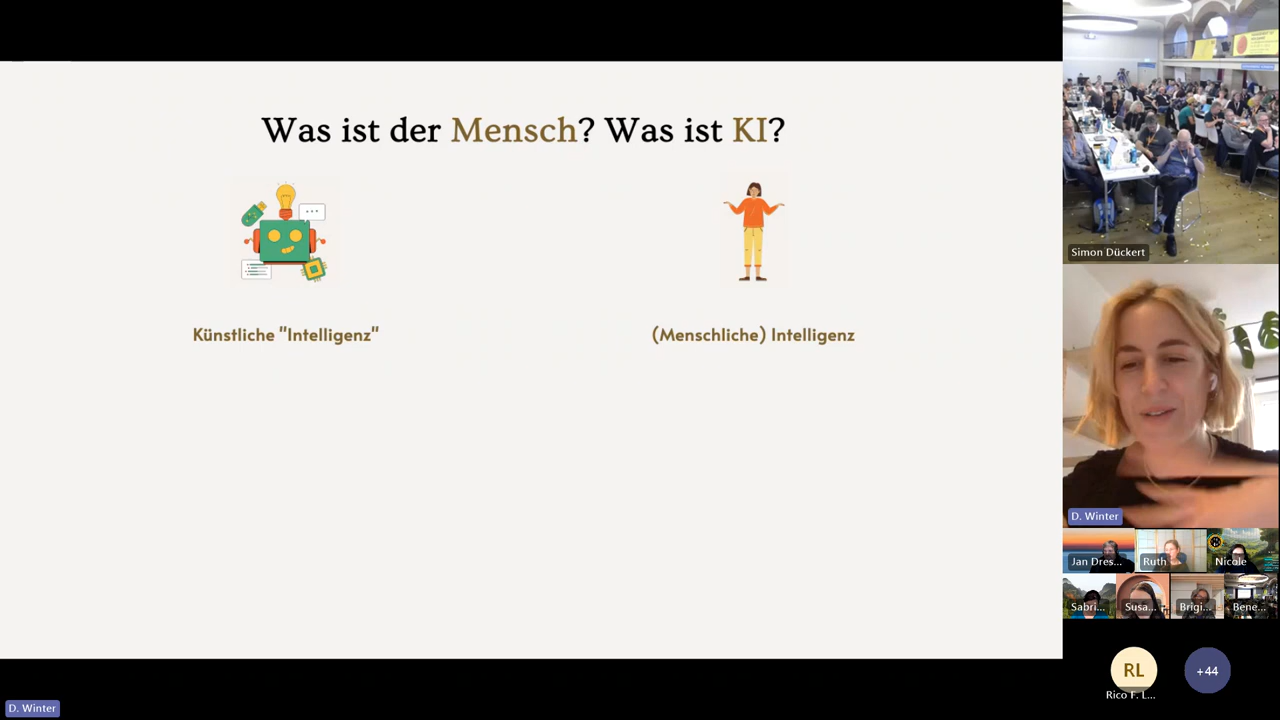 Was ist der Mensch? Was ist KI?
Künstliche "Intelligenz"
(Menschliche) Intelligenz
Simon Dückert
D. Winter
Jan Dres...
Ruth
Nicole
Sabri...
Susa...
Brigi...
Bene...
RL
+44
Rico F. L...
D. Winter